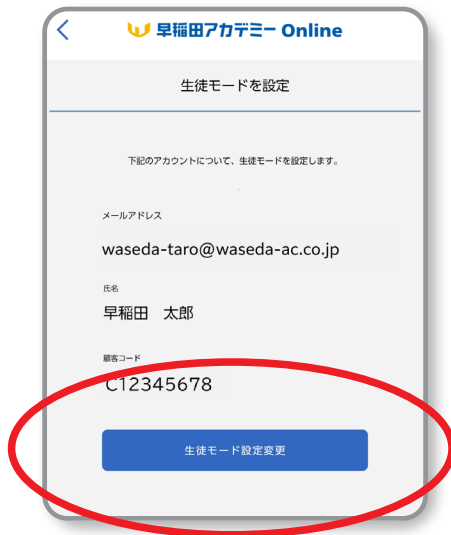 早稲田アカデミー Online
生徒モードを設定
下記のアカウントについて、生徒モードを設定します。
メールアドレス
waseda-taro@waseda-ac.co.jp
氏名
早稲田　太郎
顧客コード
C12345678
生徒モード設定変更